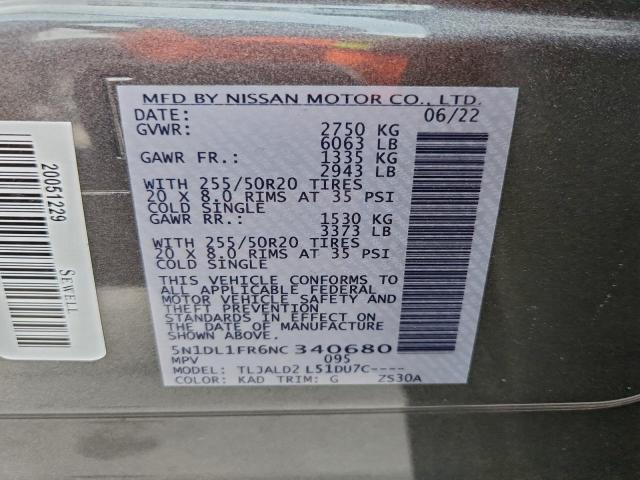 MFD BY NISSAN MOTOR CO., LTD.
DATE: 06/22
GVWR: 2750 KG
6063 LB
GAWR FR.: 1335 KG
2943 LB
WITH 255/50R20 TIRES
20 X 8.0 RIMS AT 35 PSI
COLD SINGLE
GAWR RR.: 1530 KG
3373 LB
WITH 255/50R20 TIRES
20 X 8.0 RIMS AT 35 PSI
COLD SINGLE
THIS VEHICLE CONFORMS TO
ALL APPLICABLE FEDERAL
MOTOR VEHICLE SAFETY AND
THEFT PREVENTION
STANDARDS IN EFFECT ON
THE DATE OF MANUFACTURE
SHOWN ABOVE.
5N1DL1FR6NC 340680
MPV 095
MODEL: TLJALD2 L51DU7C----
COLOR: KAD TRIM: G ZS30A
20051229
SEWELL